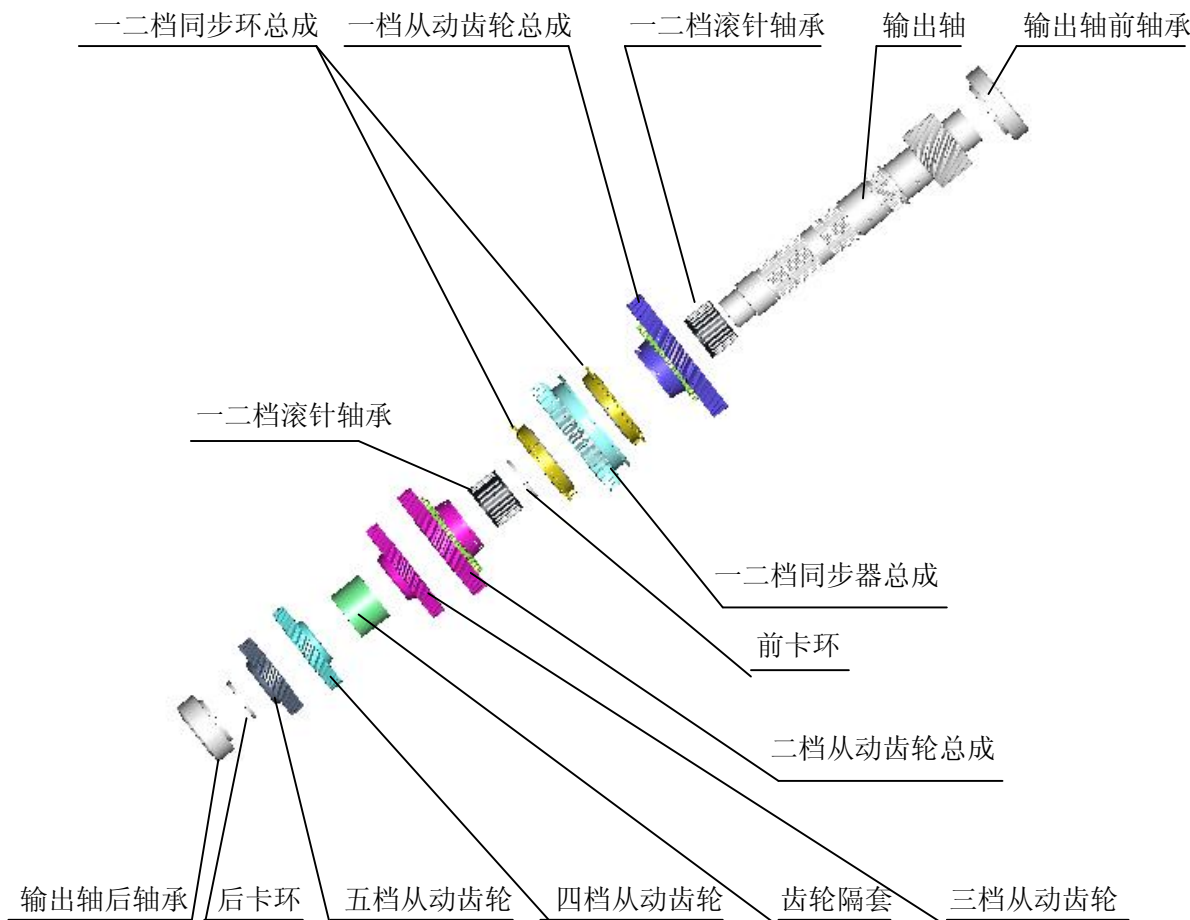 一二档同步环总成
一档从动齿轮总成
一二档滚针轴承
输出轴
输出轴前轴承
一二档滚针轴承
一二档同步器总成
前卡环
二档从动齿轮总成
输出轴后轴承
后卡环
五档从动齿轮
四档从动齿轮
齿轮隔套
三档从动齿轮